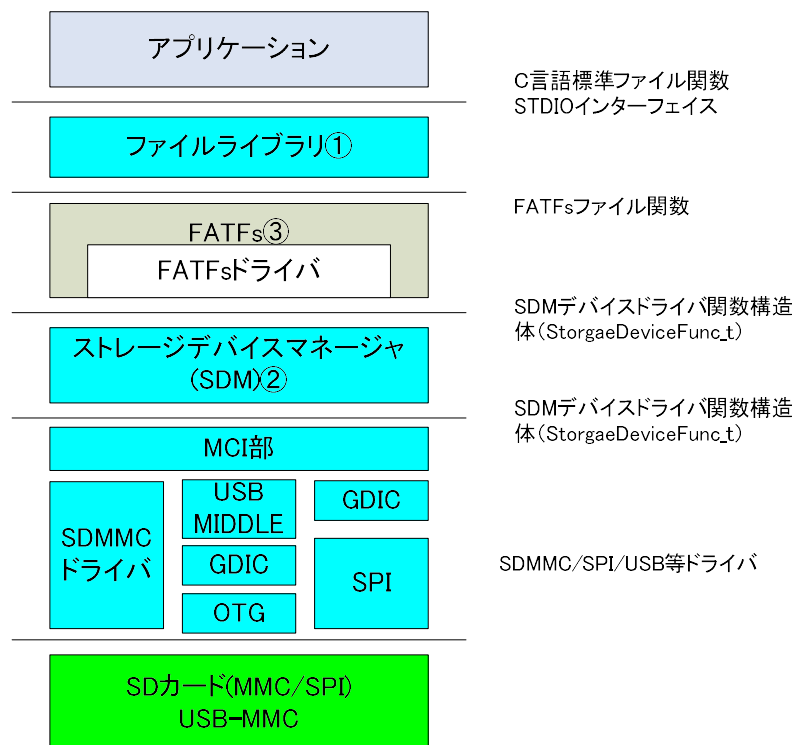 アプリケーション
C言語標準ファイル関数
STDIOインターフェイス
ファイルライブラリ①
FATFsファイル関数
FATFs③
FATFsドライバ
SDMデバイスドライバ関数構造
体(StorgaeDeviceFunc_t)
ストレージデバイスマネージャ
(SDM)②
SDMデバイスドライバ関数構造
体(StorgaeDeviceFunc_t)
MCI部
SDMMC
ドライバ
USB
MIDDLE
GDIC
OTG
GDIC
SPI
SDMMC/SPI/USB等ドライバ
SDカード(MMC/SPI)
USB-MMC